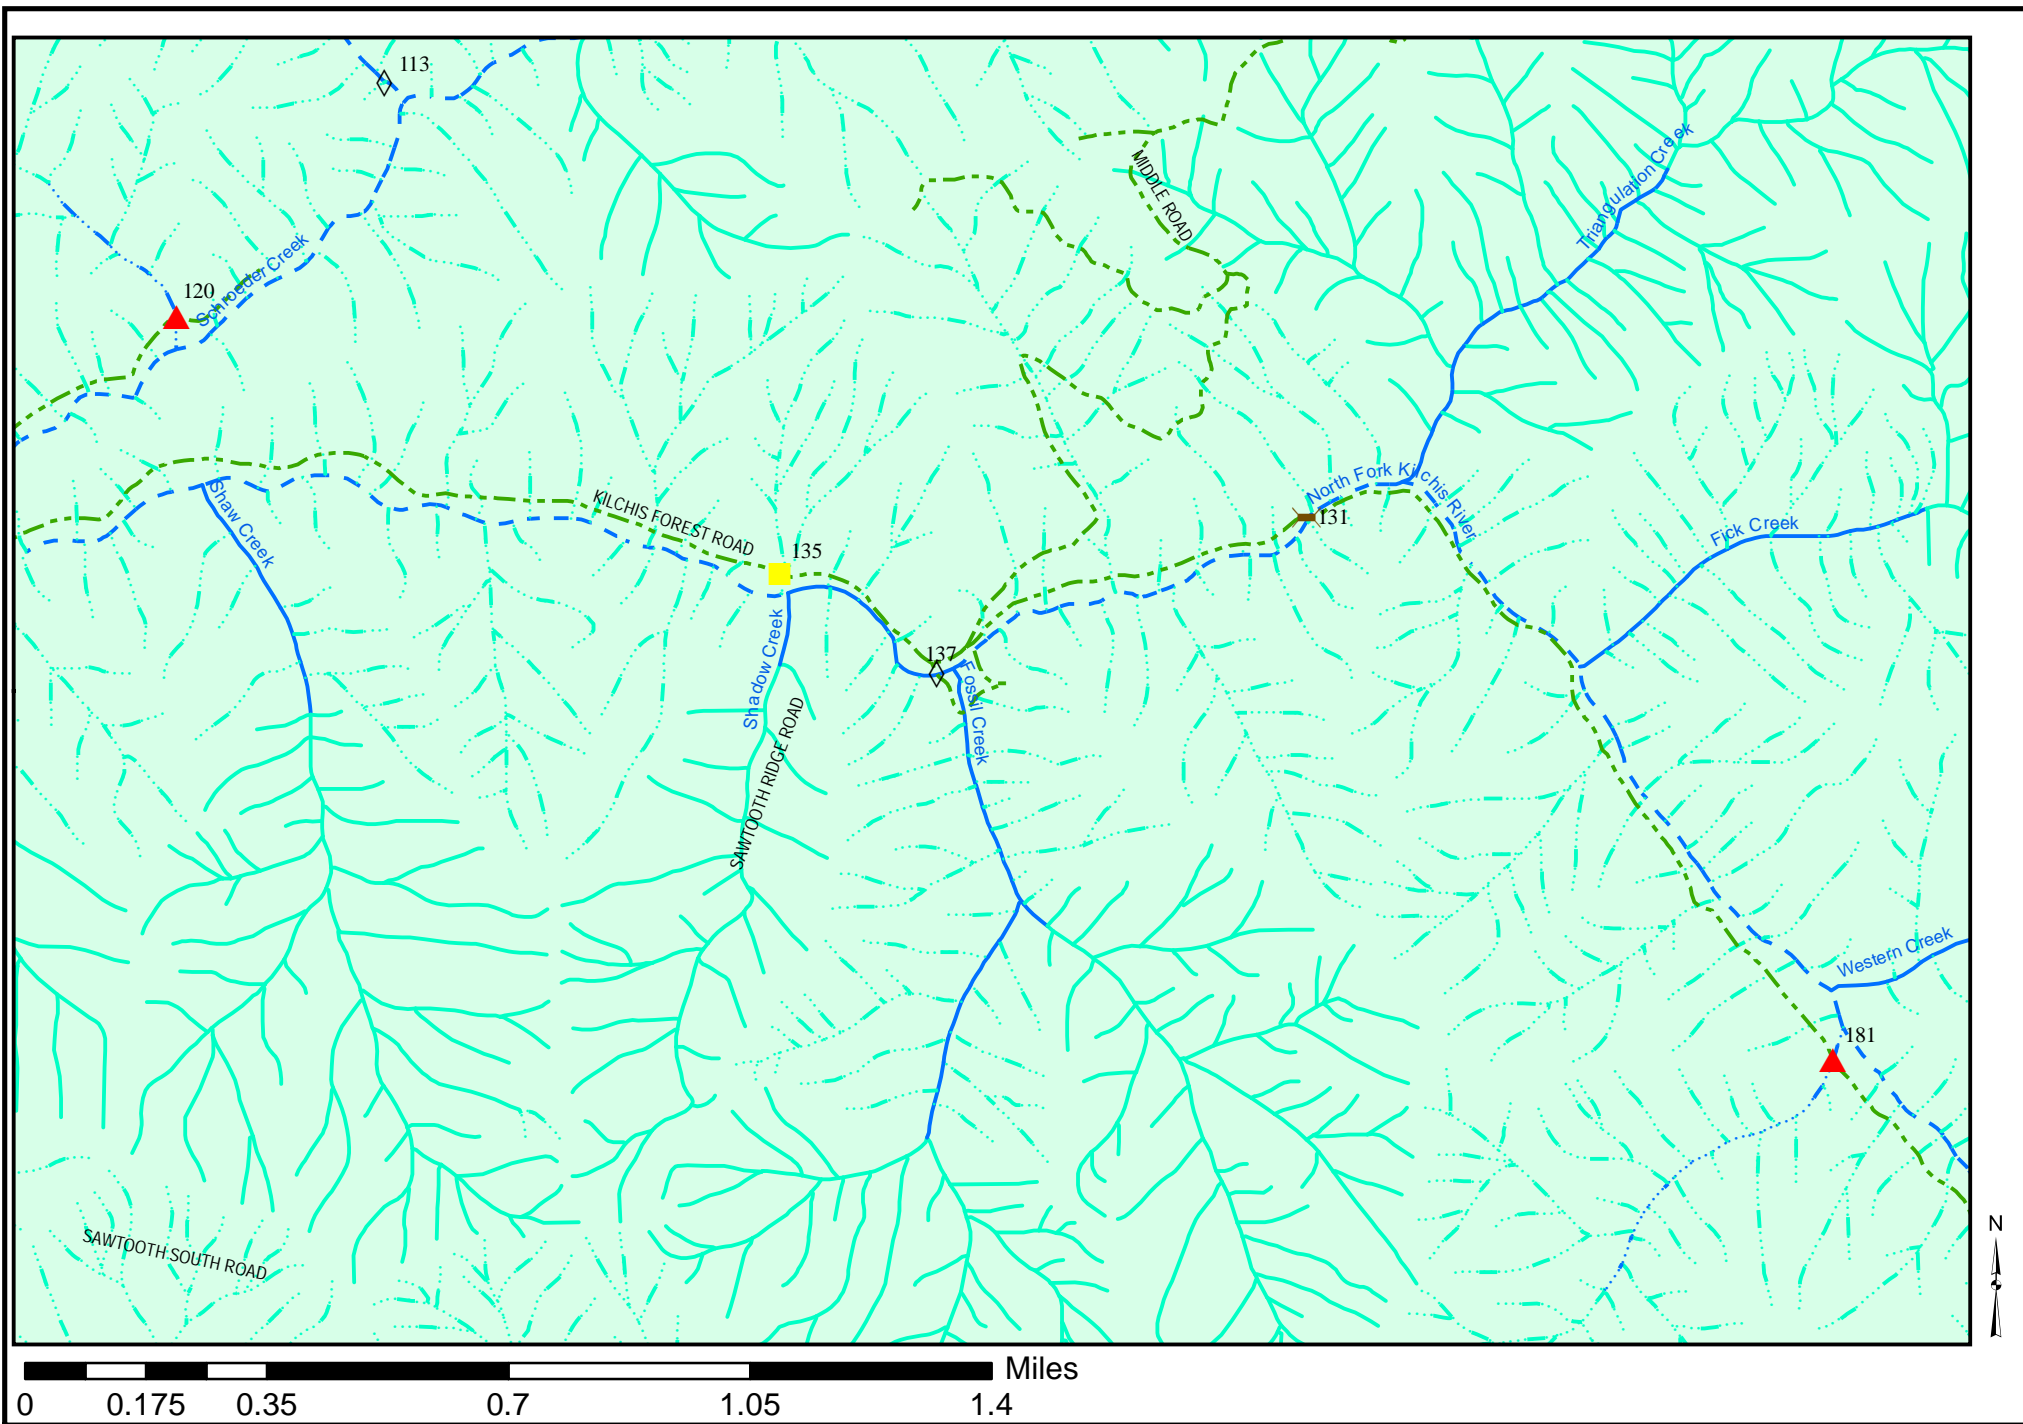 113
MIDDLE ROAD
Triangulation Creek
Schroeder Creek
120
North Fork Kilchis River
Shaw Creek
KILCHIS FOREST ROAD
131
Fick Creek
135
Shadow Creek
137
Fossil Creek
SAWTOOTH RIDGE ROAD
Western Creek
181
SAWTOOTH SOUTH ROAD
N
Miles
0 0.175 0.35 0.7 1.05 1.4